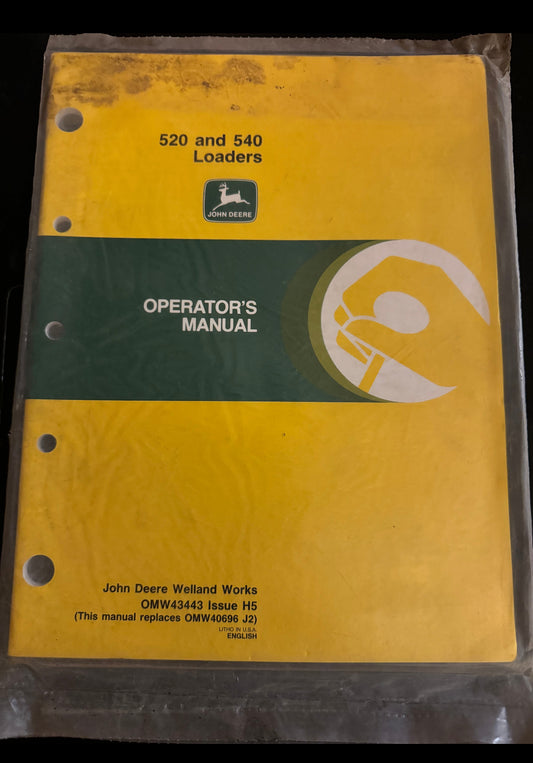 520 and 540
Loaders
JOHN DEERE
OPERATOR'S
MANUAL
John Deere Welland Works
OMW43443 Issue H5
(This manual replaces OMW40696 J2)
LITHO IN U.S.A.
ENGLISH